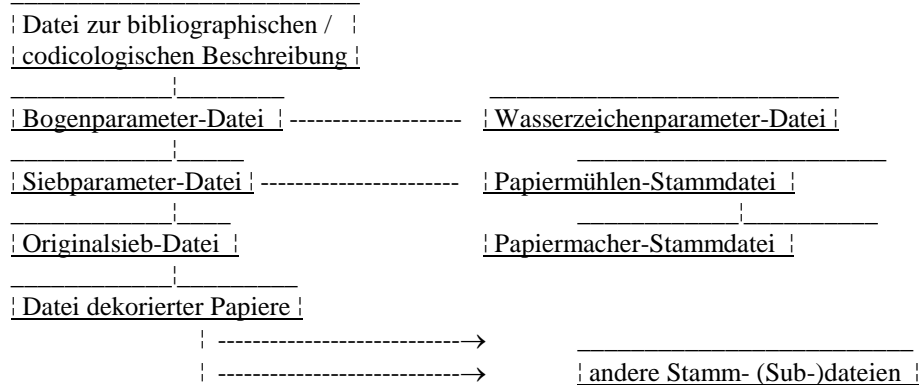 Datei zur bibliographischen /
codicologischen Beschreibung
Bogenparameter-Datei
Wasserzeichenparameter-Datei
Siebparameter-Datei
Papiermühlen-Stammdatei
Originalsieb-Datei
Papiermacher-Stammdatei
Datei dekorierter Papiere
andere Stamm- (Sub-)dateien